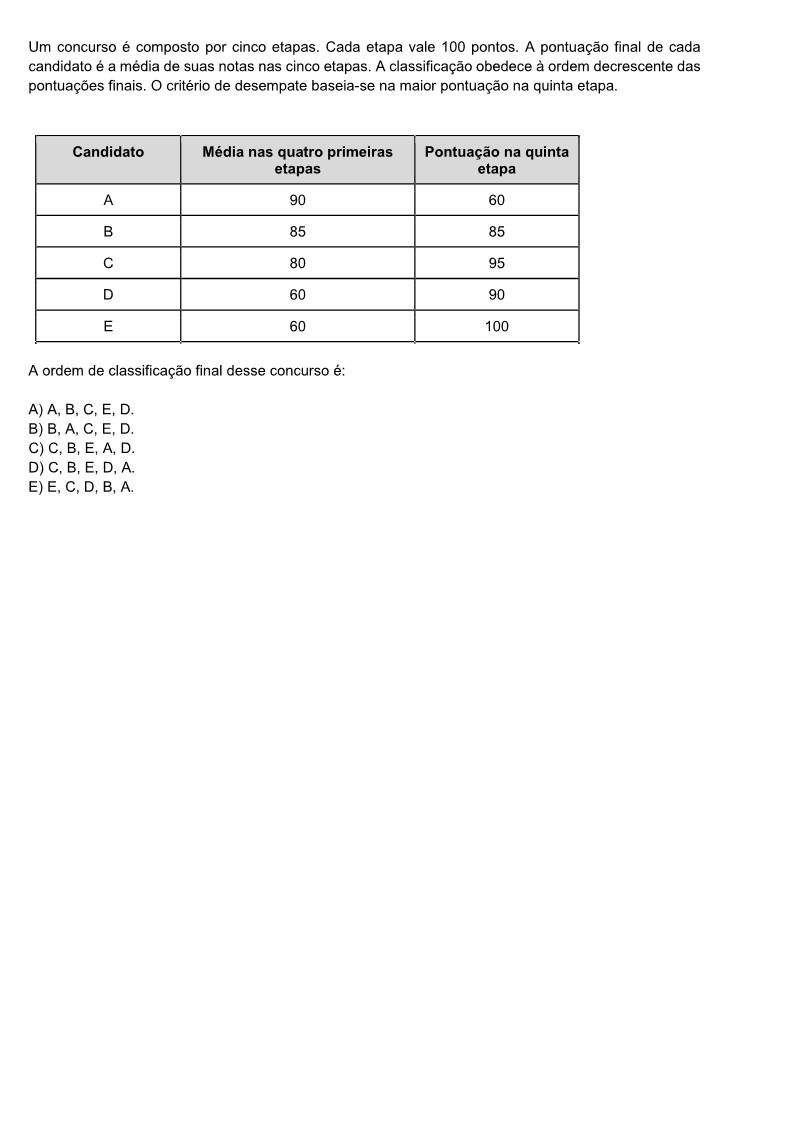 Um concurso é composto por cinco etapas. Cada etapa vale 100 pontos. A pontuação final de cada
candidato é a média de suas notas nas cinco etapas. A classificação obedece à ordem decrescente das
pontuações finais. O critério de desempate baseia-se na maior pontuação na quinta etapa.
Candidato Média nas quatro primeiras etapas Pontuação na quinta etapa
A 90 60
B 85 85
C 80 95
D 60 90
E 60 100
A ordem de classificação final desse concurso é:
A) A, B, C, E, D.
B) B, A, C, E, D.
C) C, B, E, A, D.
D) C, B, E, D, A.
E) E, C, D, B, A.